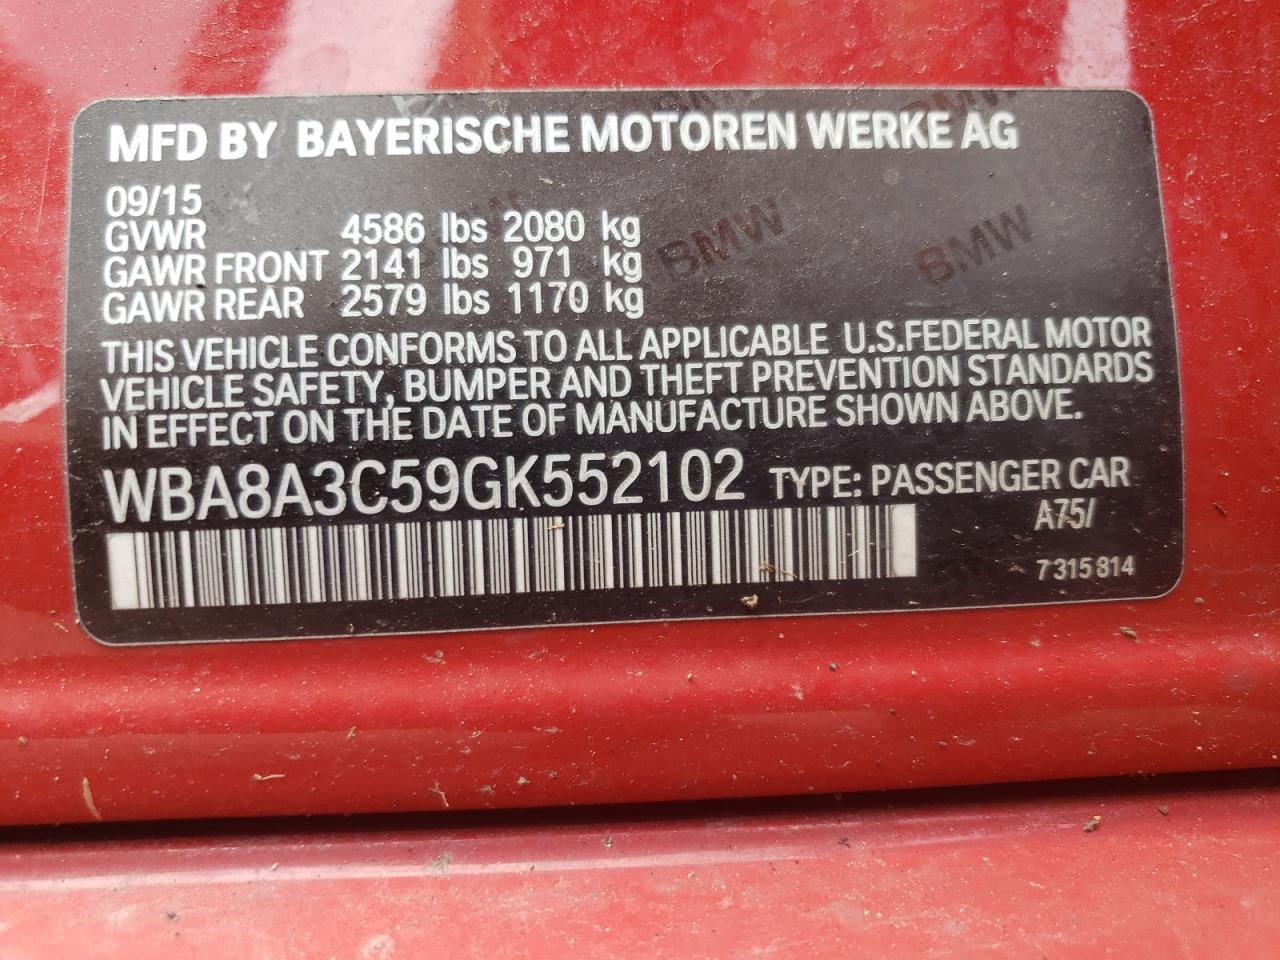 MFD BY BAYERISCHE MOTOREN WERKE AG
09/15
GVWR 4586 lbs 2080 kg
GAWR FRONT 2141 lbs 971 kg
GAWR REAR 2579 lbs 1170 kg
BMW BMW
THIS VEHICLE CONFORMS TO ALL APPLICABLE U.S.FEDERAL MOTOR
VEHICLE SAFETY, BUMPER AND THEFT PREVENTION STANDARDS
IN EFFECT ON THE DATE OF MANUFACTURE SHOWN ABOVE.
WBA8A3C59GK552102 TYPE: PASSENGER CAR
A75/
7 315 814